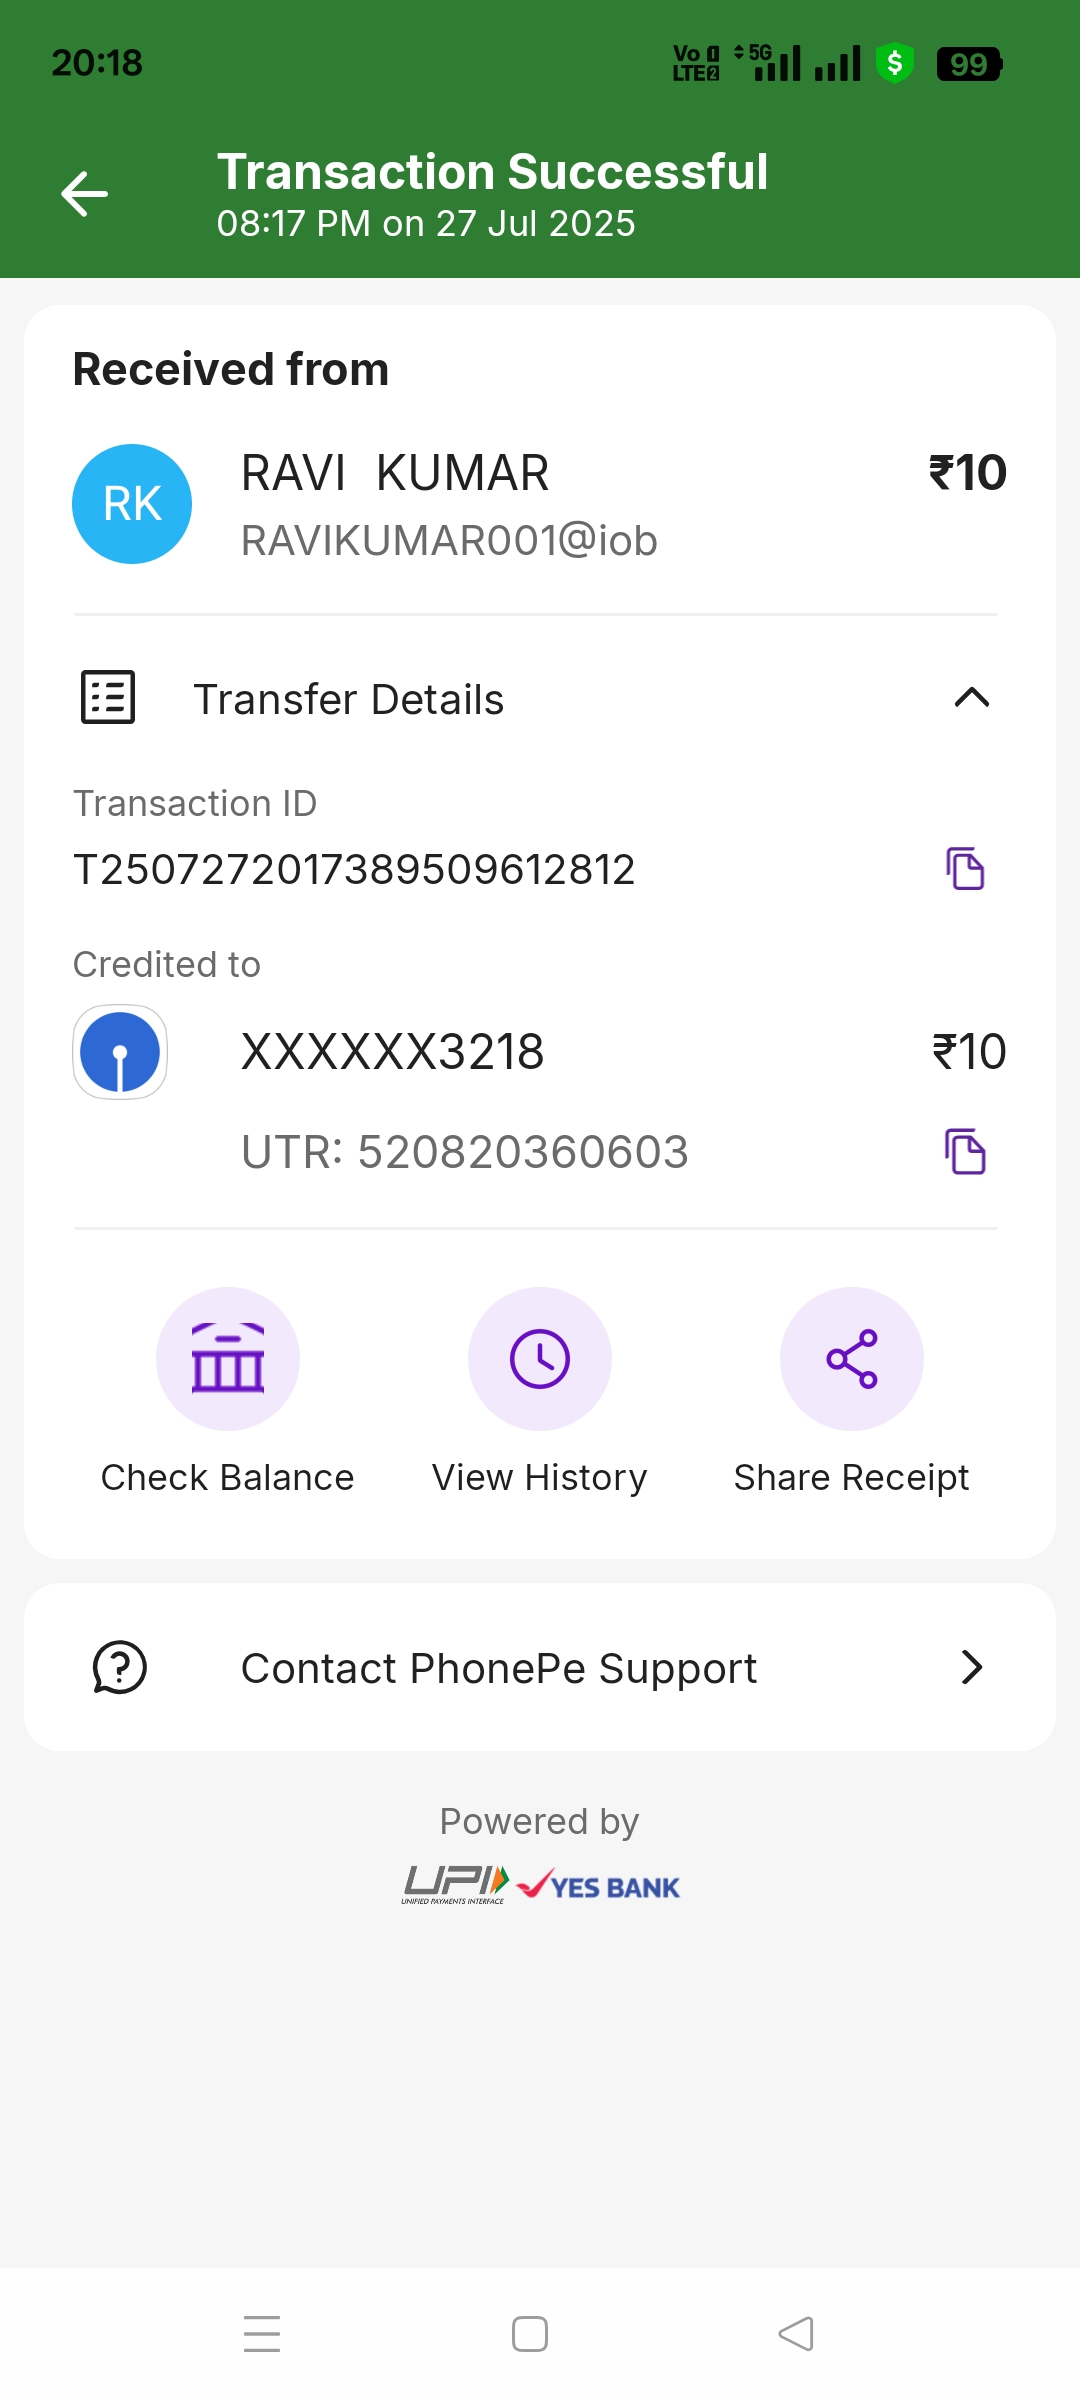 20:18
Vo 1 5G
LTE 2
$
99
Transaction Successful
08:17 PM on 27 Jul 2025
Received from
RK
RAVI  KUMAR
₹10
RAVIKUMAR001@iob
Transfer Details
Transaction ID
T2507272017389509612812
Credited to
XXXXXX3218
₹10
UTR: 520820360603
Check Balance
View History
Share Receipt
Contact PhonePe Support
Powered by
UPI
UNIFIED PAYMENTS INTERFACE
YES BANK